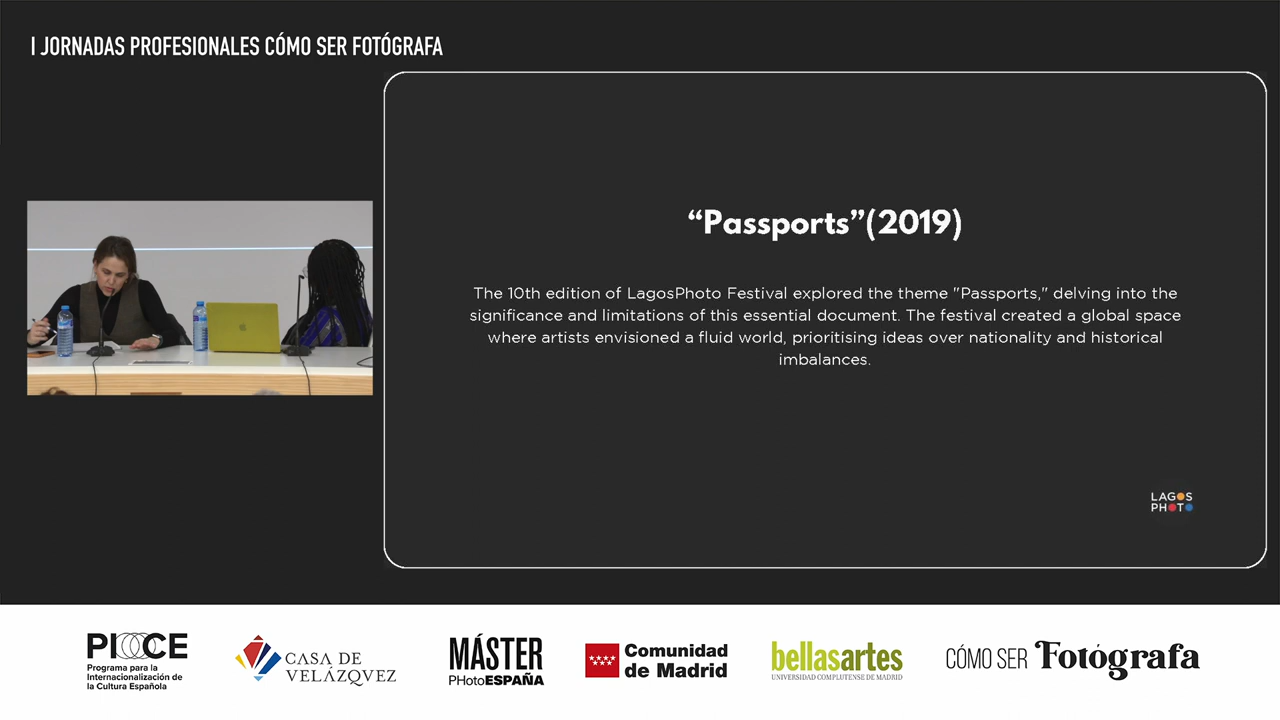 I JORNADAS PROFESIONALES CÓMO SER FOTÓGRAFA
“Passports”(2019)
The 10th edition of LagosPhoto Festival explored the theme "Passports," delving into the
significance and limitations of this essential document. The festival created a global space
where artists envisioned a fluid world, prioritising ideas over nationality and historical
imbalances.
LAGOS
PHOTO
PICE
Programa para la
Internacionalización de
la Cultura Española
CASA DE
VELÁZQVEZ
MÁSTER
PHotoESPAÑA
Comunidad
de Madrid
bellasartes
UNIVERSIDAD COMPLUTENSE DE MADRID
CÓMO SER Fotógrafa